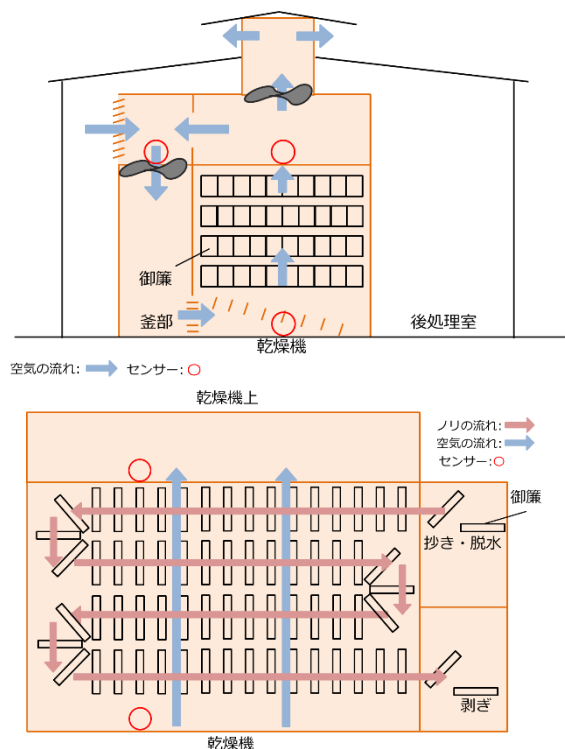 御簾
釜部
後処理室
乾燥機
空気の流れ:
センサー:
乾燥機上
ノリの流れ:
空気の流れ:
センサー:
御簾
抄き・脱水
剥ぎ
乾燥機